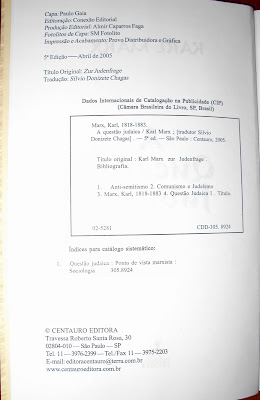 Capa: Paulo Gaia
Editoração: Conexão Editorial
Produção Editorial: Almir Caparros Faga
Fotolitos de Capa: SM Fotolito
Impressão e Acabamento: Prova Distribuidora e Gráfica
5ª Edição — Abril de 2005
Título Original: Zur Judenfrage
Tradução: Silvio Donizete Chagas
Dados Internacionais de Catalogação na Publicidade (CIP)
(Câmara Brasileira do Livro, SP, Brasil)
Marx, Karl, 1818-1883.
A questão judaica / Karl Marx ; [tradutor Silvio
Donizete Chagas] . — 5ª ed. — São Paulo : Centauro, 2005.
Título original : Karl Marx zur Judenfrage
Bibliografia.
1. Anti-semitismo 2. Comunismo e Judaísmo
3. Marx, Karl, 1818-1883 4. Questão Judaica I. Título
02-5281 CDD-305.8924
Índices para catálogo sistemático:
1. Questão judaica : Ponto de vista marxista :
Sociologia 305.8924
© CENTAURO EDITORA
Travessa Roberto Santa Rosa, 30
02804-010 — São Paulo — SP
Tel. 11 — 3976-2399 — Tel./Fax 11 — 3975-2203
E-mail: editoracentauro@terra.com.br
www.centauroeditora.com.br